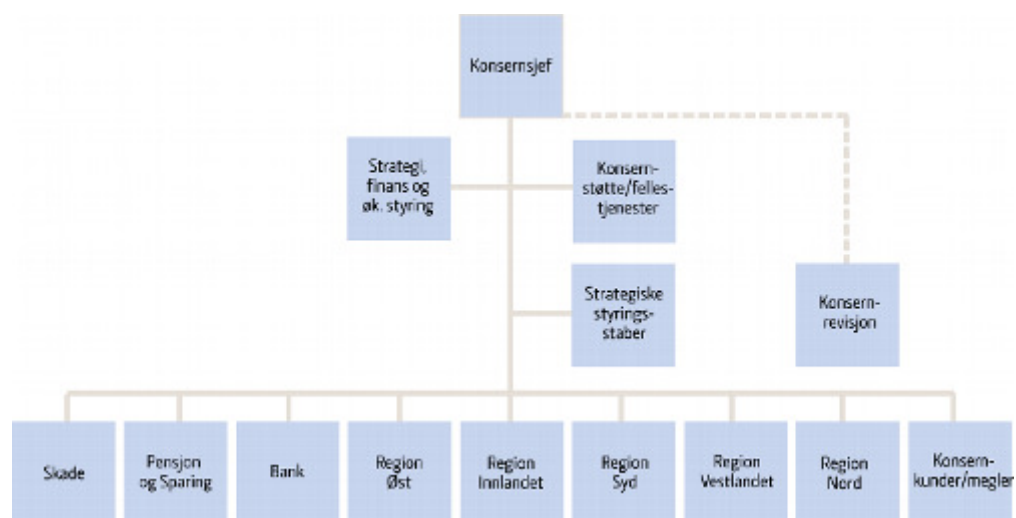 Konsernsjef
Strategi,
finans og
øk. styring
Konsern-
støtte/felles-
tjenester
Strategiske
styrings-
staber
Konsern-
revisjon
Skade
Pensjon
og Sparing
Bank
Region
Øst
Region
Innlandet
Region
Syd
Region
Vestlandet
Region
Nord
Konsern-
kunder/megler